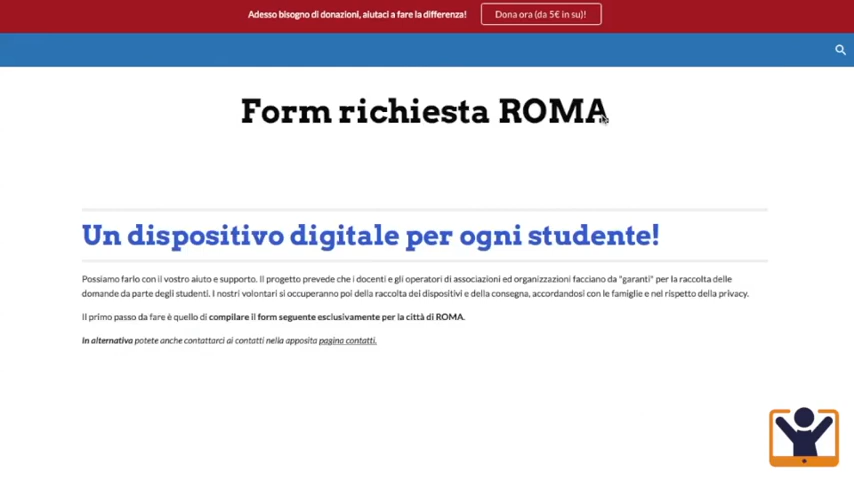 Adesso bisogno di donazioni, aiutaci a fare la differenza! Dona ora (da 5€ in su)!
Form richiesta ROMA
Un dispositivo digitale per ogni studente!
Possiamo farlo con il vostro aiuto e supporto. Il progetto prevede che i docenti e gli operatori di associazioni ed organizzazioni facciano da "garanti" per la raccolta delle
domande da parte degli studenti. I nostri volontari si occuperanno poi della raccolta dei dispositivi e della consegna, accordandosi con le famiglie e nel rispetto della privacy.
Il primo passo da fare è quello di compilare il form seguente esclusivamente per la città di ROMA.
In alternativa potete anche contattarci ai contatti nella apposita pagina contatti.